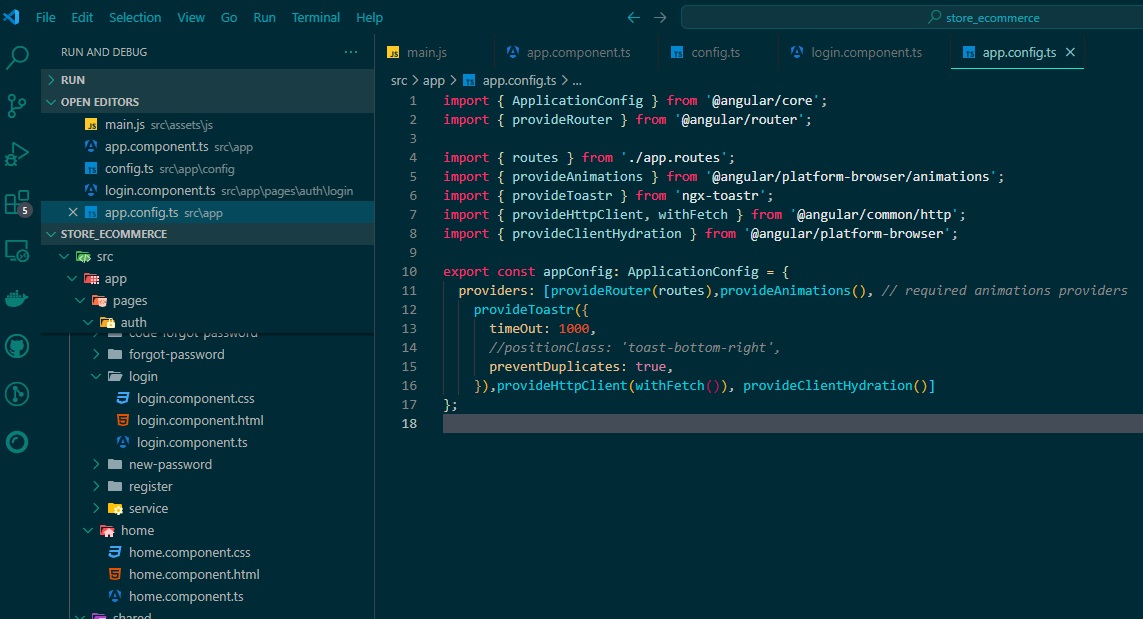 File Edit Selection View Go Run Terminal Help
store_ecommerce
RUN AND DEBUG
RUN
OPEN EDITORS
JS main.js src\assets\js
app.component.ts src\app
TS config.ts src\app\config
login.component.ts src\app\pages\auth\login
TS app.config.ts src\app
5
STORE_ECOMMERCE
src
app
pages
auth
code-forgot-password
forgot-password
login
login.component.css
login.component.html
login.component.ts
new-password
register
service
home
home.component.css
home.component.html
home.component.ts
shared
JS main.js
app.component.ts
TS config.ts
login.component.ts
TS app.config.ts
src > app > TS app.config.ts > ...
1 import { ApplicationConfig } from '@angular/core';
2 import { provideRouter } from '@angular/router';
3
4 import { routes } from './app.routes';
5 import { provideAnimations } from '@angular/platform-browser/animations';
6 import { provideToastr } from 'ngx-toastr';
7 import { provideHttpClient, withFetch } from '@angular/common/http';
8 import { provideClientHydration } from '@angular/platform-browser';
9
10 export const appConfig: ApplicationConfig = {
11 providers: [provideRouter(routes),provideAnimations(), // required animations providers
12 provideToastr({
13 timeOut: 1000,
14 //positionClass: 'toast-bottom-right',
15 preventDuplicates: true,
16 }),provideHttpClient(withFetch()), provideClientHydration()]
17 };
18